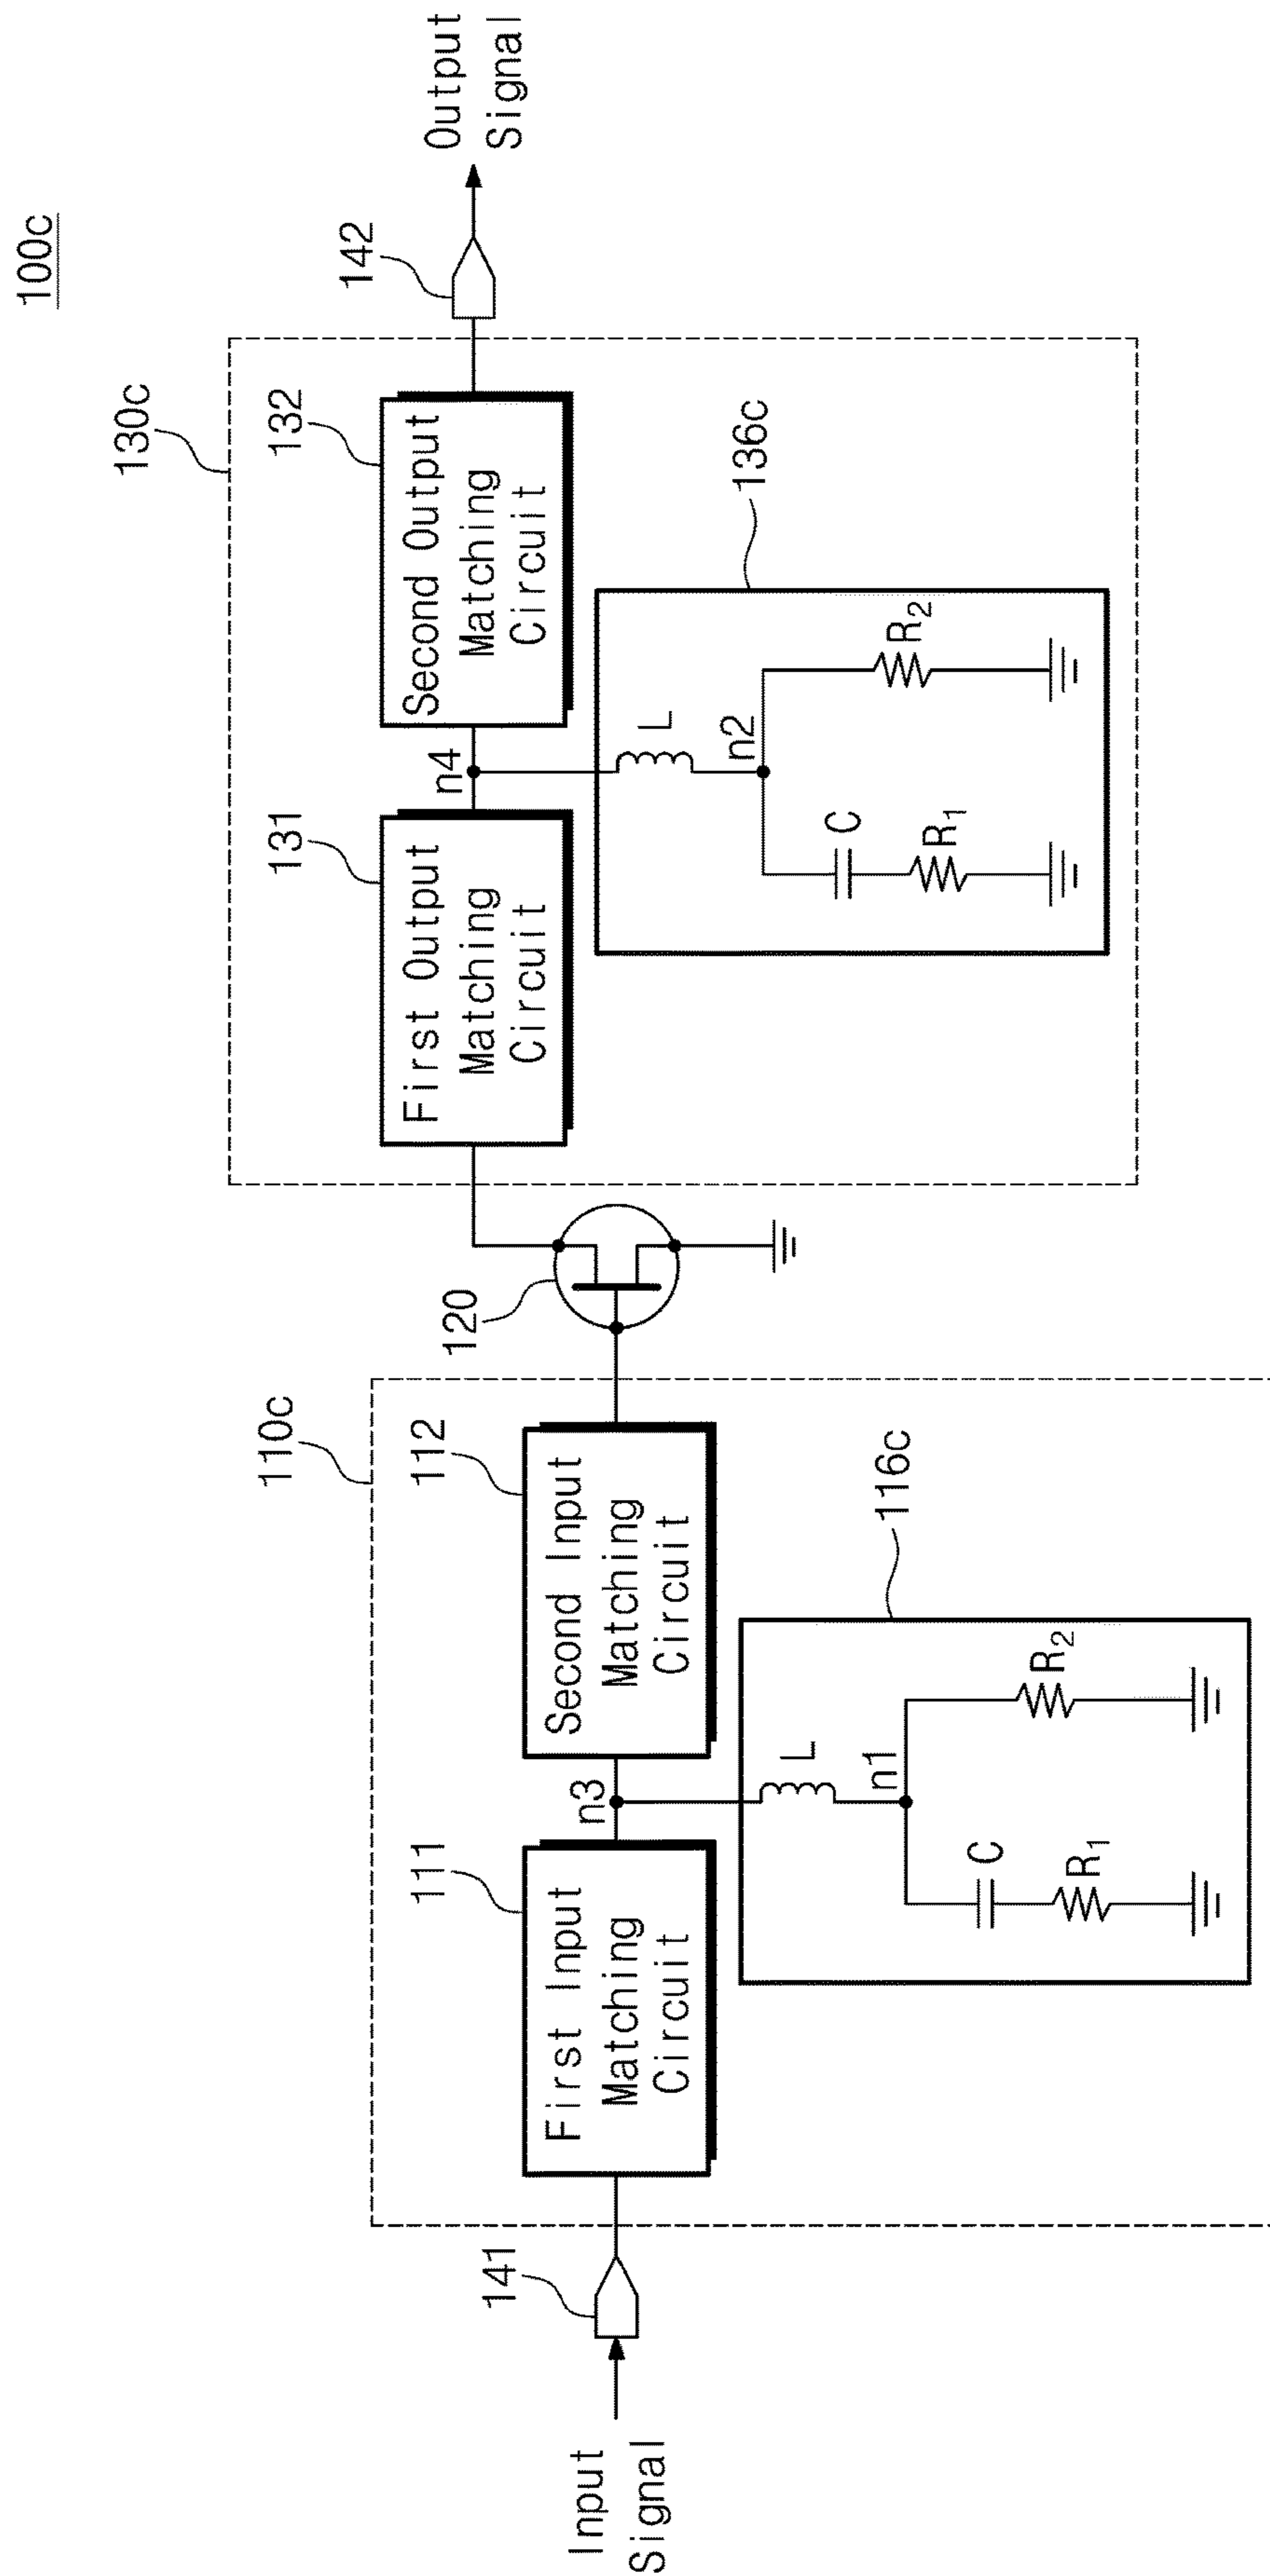 100c
130c
132
142
131
Second Output
Matching
Circuit
First Output
Matching
Circuit
n4
Output
Signal
136c
L
n2
C
R1
R2
120
110c
112
111
Second Input
Matching
Circuit
First Input
Matching
Circuit
n3
141
Input
Signal
116c
L
n1
C
R1
R2